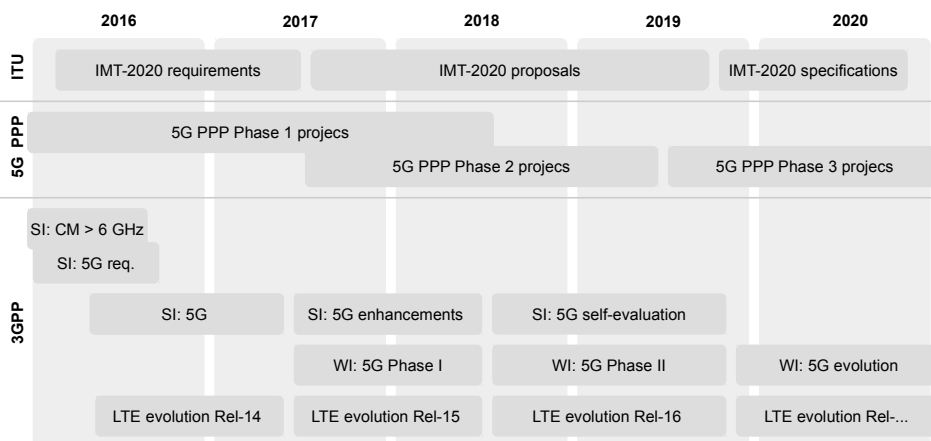 2016 2017 2018 2019 2020
ITU
IMT-2020 requirements IMT-2020 proposals IMT-2020 specifications
5G PPP
5G PPP Phase 1 projecs
5G PPP Phase 2 projecs 5G PPP Phase 3 projecs
3GPP
SI: CM > 6 GHz
SI: 5G req.
SI: 5G SI: 5G enhancements SI: 5G self-evaluation
WI: 5G Phase I WI: 5G Phase II WI: 5G evolution
LTE evolution Rel-14 LTE evolution Rel-15 LTE evolution Rel-16 LTE evolution Rel-...